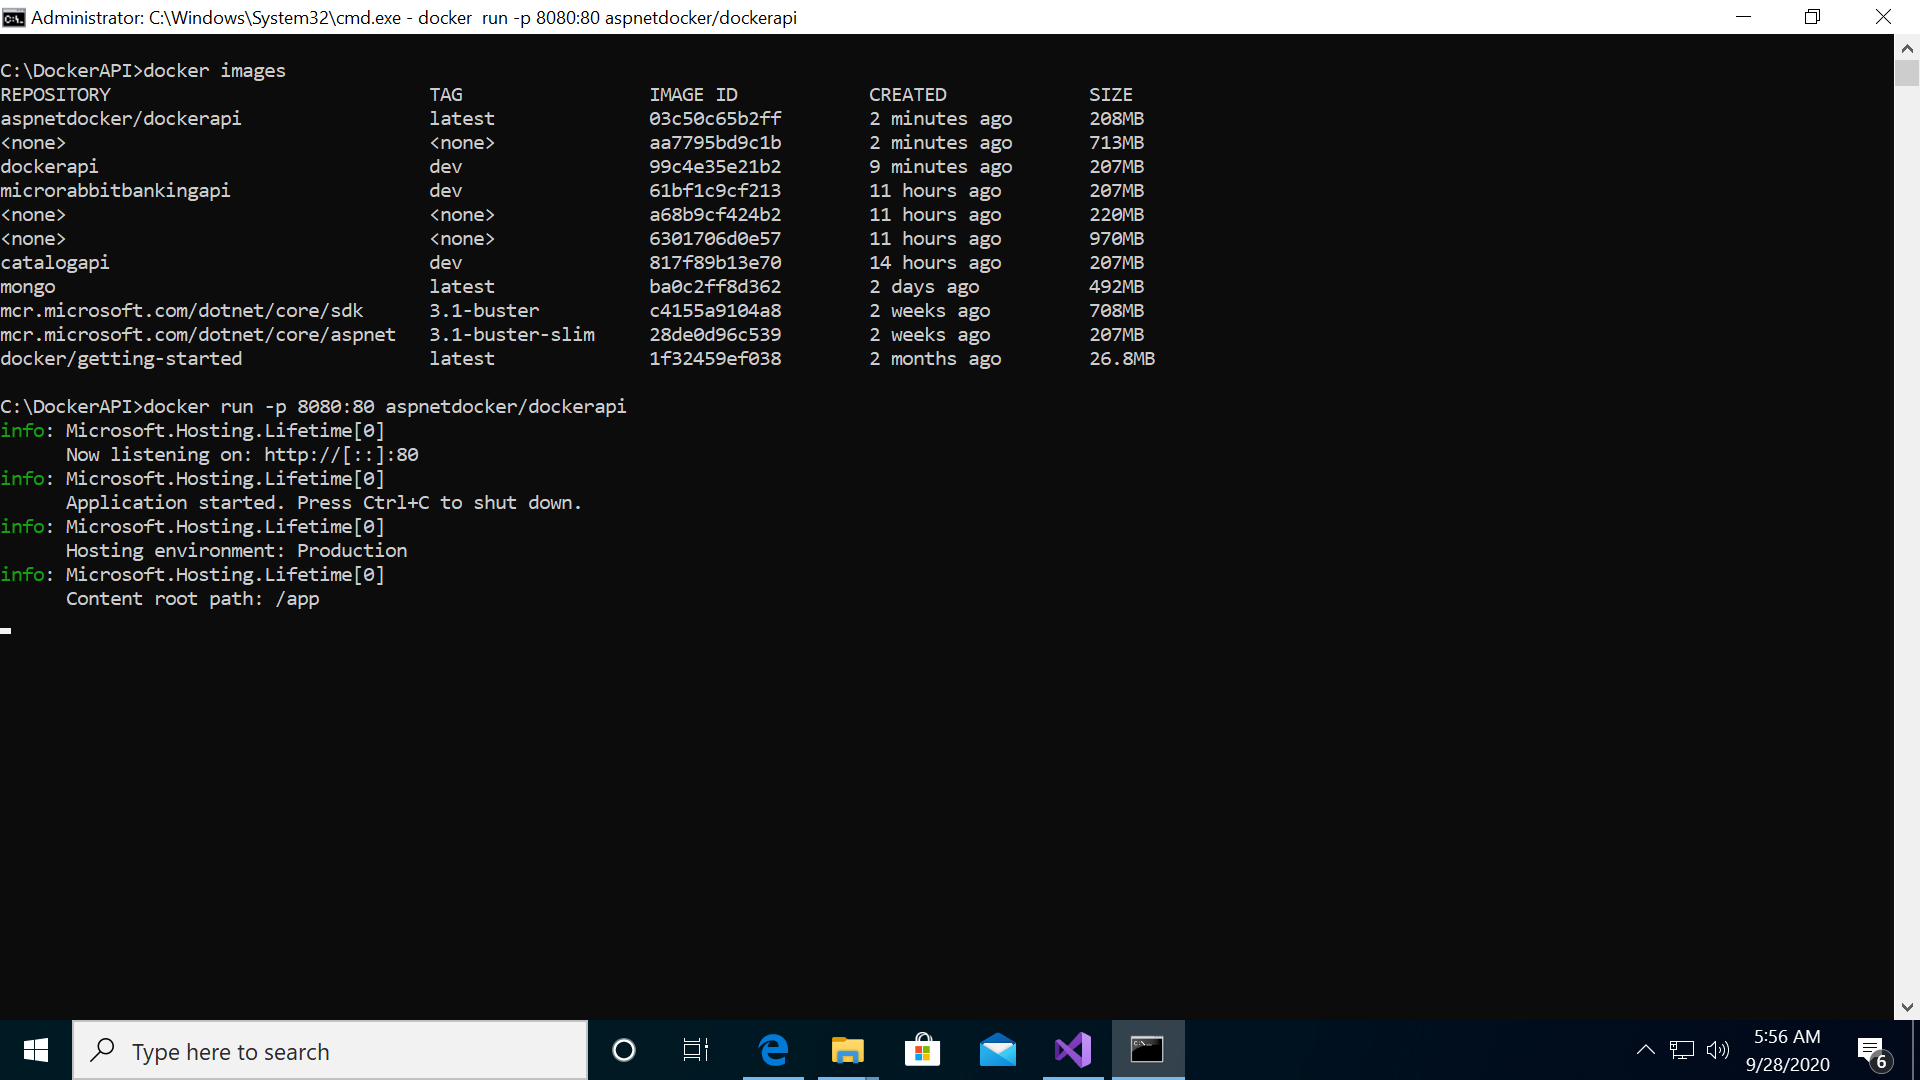 Administrator: C:\Windows\System32\cmd.exe - docker  run -p 8080:80 aspnetdocker/dockerapi
C:\DockerAPI>docker images
REPOSITORY                             TAG                 IMAGE ID            CREATED             SIZE
aspnetdocker/dockerapi                 latest              03c50c65b2ff        2 minutes ago       208MB
<none>                                 <none>              aa7795bd9c1b        2 minutes ago       713MB
dockerapi                              dev                 99c4e35e21b2        9 minutes ago       207MB
microrabbitbankingapi                  dev                 61bf1c9cf213        11 hours ago        207MB
<none>                                 <none>              a68b9cf424b2        11 hours ago        220MB
<none>                                 <none>              6301706d0e57        11 hours ago        970MB
catalogapi                             dev                 817f89b13e70        14 hours ago        207MB
mongo                                  latest              ba0c2ff8d362        2 days ago          492MB
mcr.microsoft.com/dotnet/core/sdk      3.1-buster          c4155a9104a8        2 weeks ago         708MB
mcr.microsoft.com/dotnet/core/aspnet   3.1-buster-slim     28de0d96c539        2 weeks ago         207MB
docker/getting-started                 latest              1f32459ef038        2 months ago        26.8MB
C:\DockerAPI>docker run -p 8080:80 aspnetdocker/dockerapi
info: Microsoft.Hosting.Lifetime[0]
      Now listening on: http://[::]:80
info: Microsoft.Hosting.Lifetime[0]
      Application started. Press Ctrl+C to shut down.
info: Microsoft.Hosting.Lifetime[0]
      Hosting environment: Production
info: Microsoft.Hosting.Lifetime[0]
      Content root path: /app
Type here to search
5:56 AM
9/28/2020
6